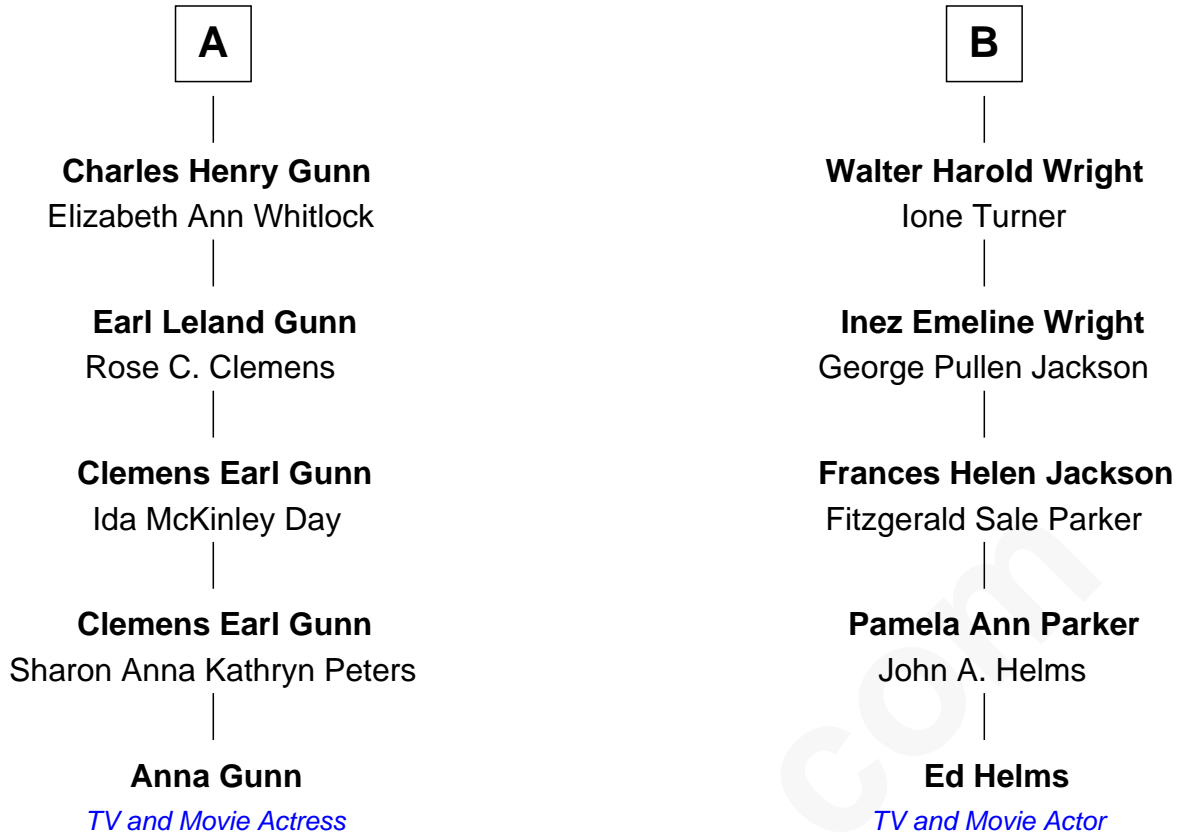 A
Charles Henry Gunn
Elizabeth Ann Whitlock
Earl Leland Gunn
Rose C. Clemens
Clemens Earl Gunn
Ida McKinley Day
Clemens Earl Gunn
Sharon Anna Kathryn Peters
Anna Gunn
TV and Movie Actress
B
Walter Harold Wright
Ione Turner
Inez Emeline Wright
George Pullen Jackson
Frances Helen Jackson
Fitzgerald Sale Parker
Pamela Ann Parker
John A. Helms
Ed Helms
TV and Movie Actor
com